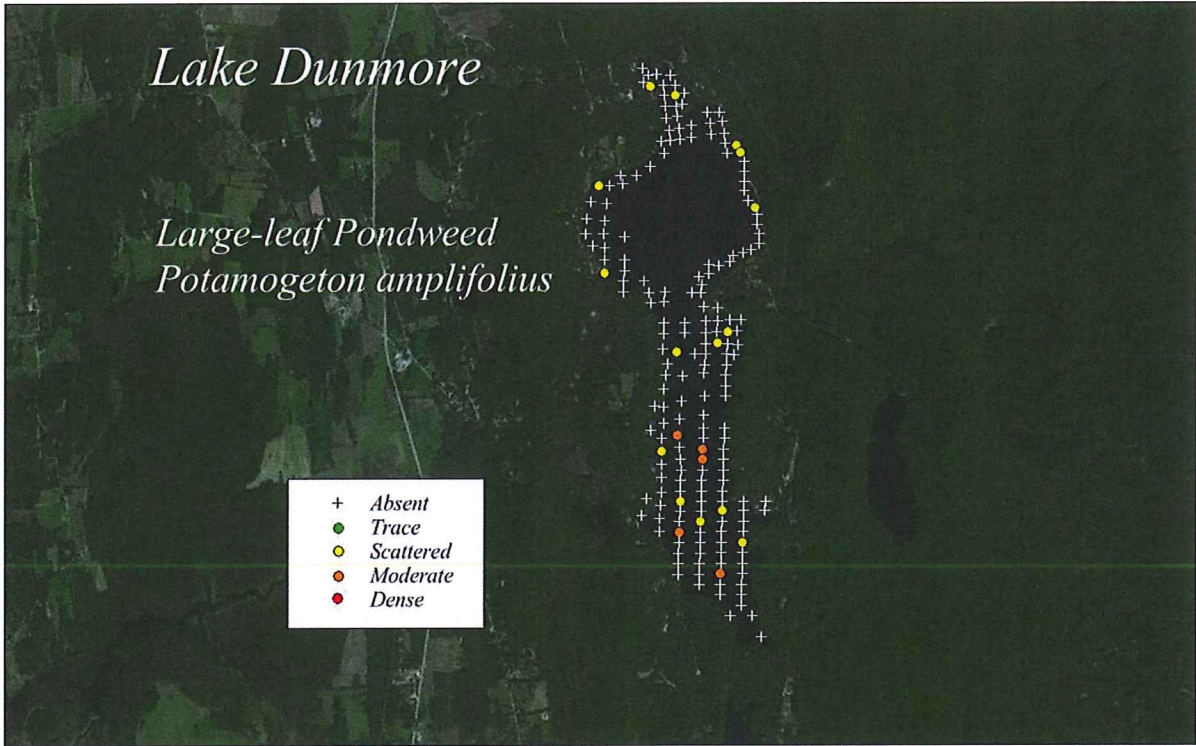 Lake Dunmore
Large-leaf Pondweed
Potamogeton amplifolius
Absent
Trace
Scattered
Moderate
Dense